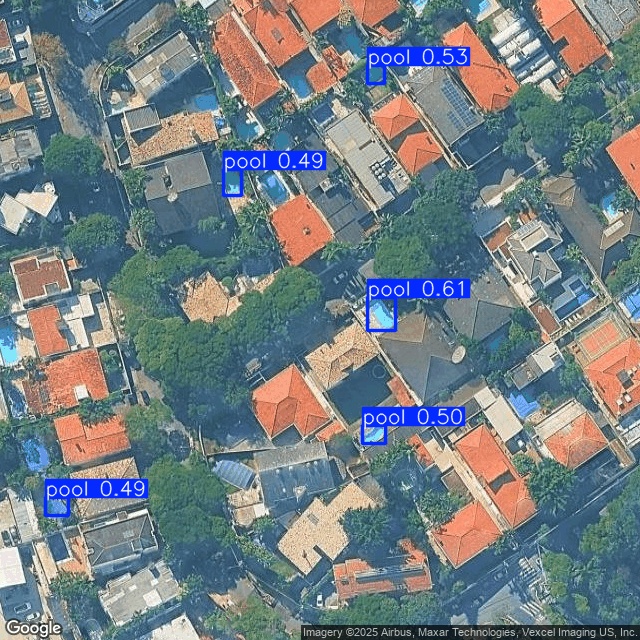 pool 0.53
pool 0.49
pool 0.61
pool 0.50
pool 0.49
Google
Imagery ©2025 Airbus, Maxar Technologies, Vexcel Imaging US, Inc